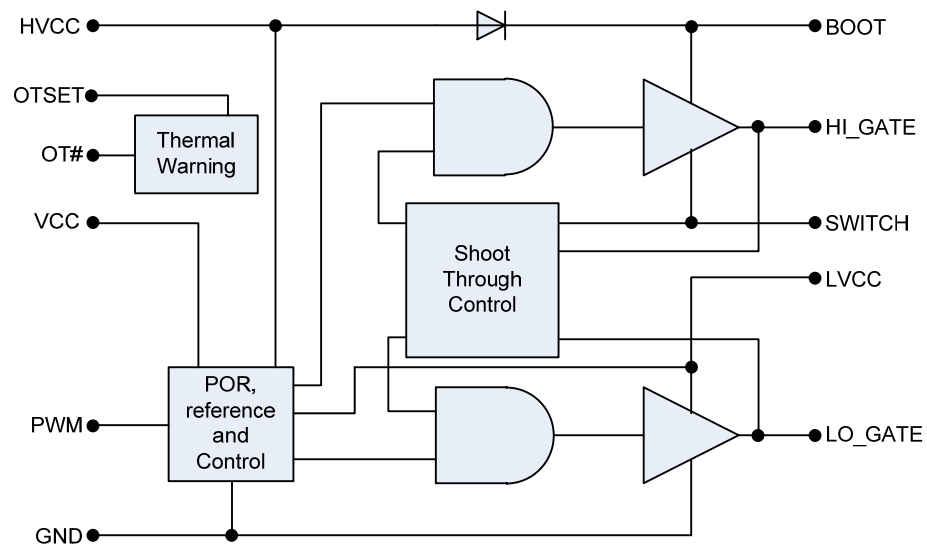 HVCC
BOOT
OTSET
OT#
Thermal
Warning
HI_GATE
VCC
SWITCH
Shoot
Through
Control
LVCC
POR,
reference
and
Control
PWM
LO_GATE
GND